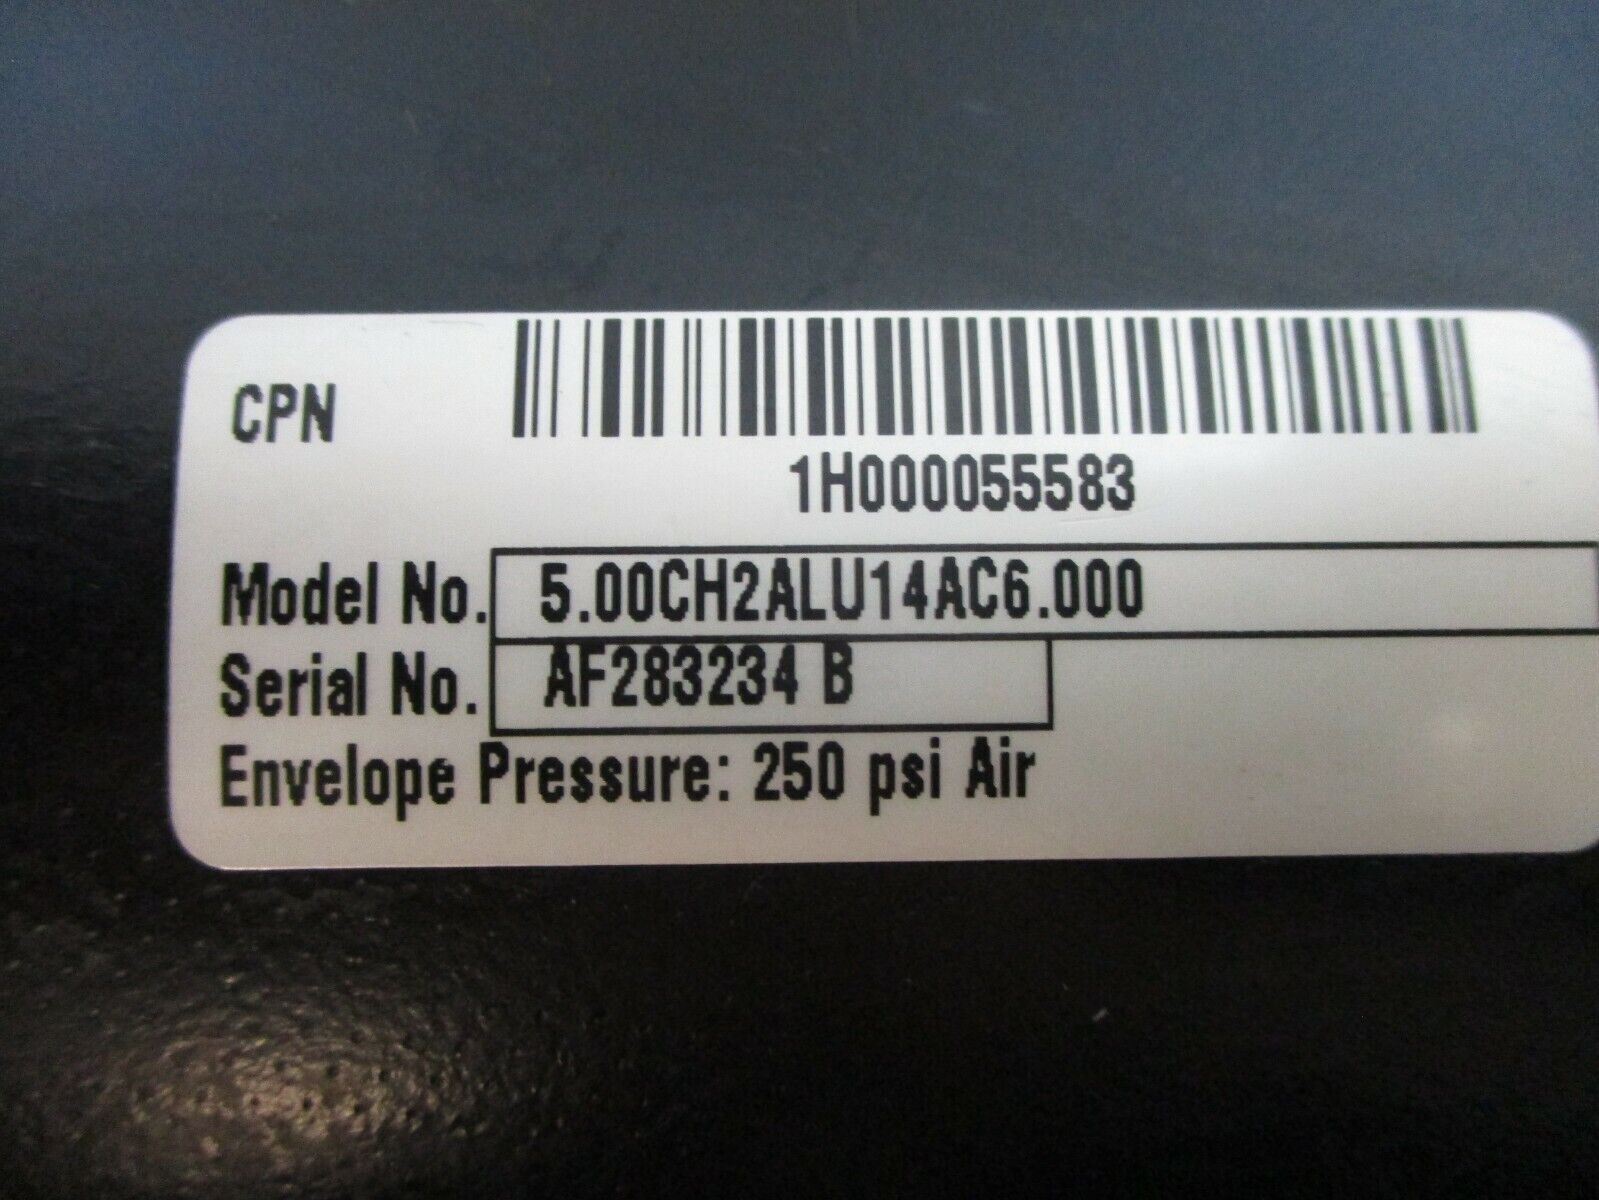 CPN
1H000055583
Model No. 5.00CH2ALU14AC6.000
Serial No. AF283234 B
Envelope Pressure: 250 psi Air